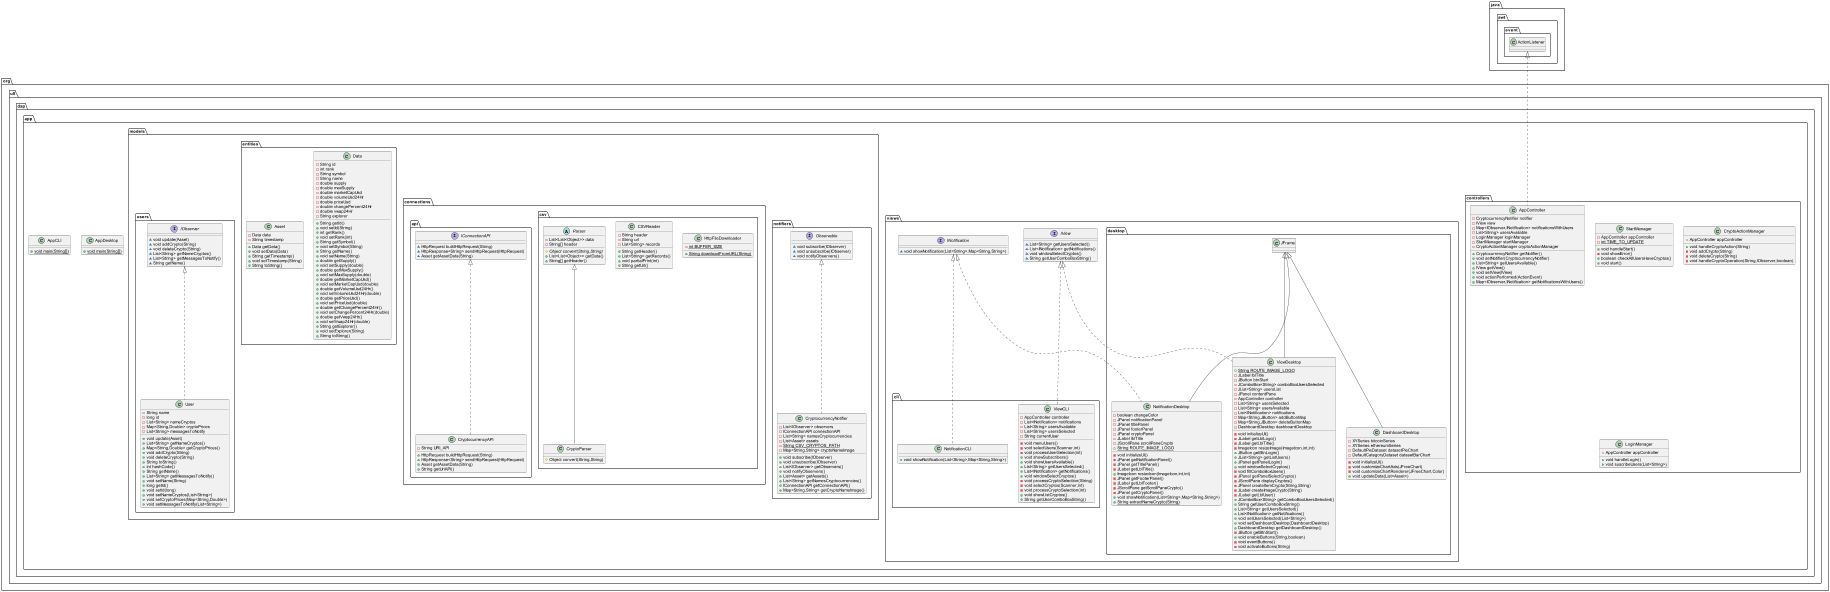 java
awt
event
ActionListener
org
ud
dap
app
AppCLI
void main(String[])
AppDesktop
void main(String[])
models
users
IObserver
void update(Asset)
void addCrypto(String)
void deleteCrypto(String)
List<String> getNameCryptos()
List<String> getMessagesToNotify()
String getName()
User
String name
long id
List<String> nameCryptos
Map<String,Double> cryptoPrices
List<String> messagesToNotify
void update(Asset)
List<String> getNameCryptos()
Map<String,Double> getCryptoPrices()
void addCrypto(String)
void deleteCrypto(String)
String toString()
int hashCode()
String getName()
List<String> getMessagesToNotify()
void setName(String)
long getId()
void setId(long)
void setNameCryptos(List<String>)
void setCryptoPrices(Map<String,Double>)
void setMessagesToNotify(List<String>)
entities
Asset
Data data
String timestamp
Data getData()
void setData(Data)
String getTimestamp()
void setTimestamp(String)
String toString()
Data
String id
int rank
String symbol
String name
double supply
double maxSupply
double marketCapUsd
double volumeUsd24Hr
double priceUsd
double changePercent24Hr
double vwap24Hr
String explorer
String getId()
void setId(String)
int getRank()
void setRank(int)
String getSymbol()
void setSymbol(String)
String getName()
void setName(String)
double getSupply()
void setSupply(double)
double getMaxSupply()
void setMaxSupply(double)
double getMarketCapUsd()
void setMarketCapUsd(double)
double getVolumeUsd24Hr()
void setVolumeUsd24Hr(double)
double getPriceUsd()
void setPriceUsd(double)
double getChangePercent24Hr()
void setChangePercent24Hr(double)
double getVwap24Hr()
void setVwap24Hr(double)
String getExplorer()
void setExplorer(String)
String toString()
connections
api
IConnectionAPI
HttpRequest buildHttpRequest(String)
HttpResponse<String> sendHttpRequest(HttpRequest)
Asset getAssetData(String)
CryptocurrencyAPI
String URL_API
HttpRequest buildHttpRequest(String)
HttpResponse<String> sendHttpRequest(HttpRequest)
Asset getAssetData(String)
String getUrlAPI()
csv
Parser
List<List<Object>> data
String[] header
Object convert(String,String)
List<List<Object>> getData()
String[] getHeader()
CryptoParser
Object convert(String,String)
CSVReader
String header
String url
List<String> records
String getHeader()
List<String> getRecords()
void partialPrint(int)
String getUrl()
HttpFileDownloader
int BUFFER_SIZE
String downloadFromURL(String)
notifiers
IObservable
void subscribe(IObserver)
void unsubscribe(IObserver)
void notifyObservers()
CryptocurrencyNotifier
List<IObserver> observers
IConnectionAPI connectionAPI
List<String> namesCryptocurrencies
List<Asset> assets
String CSV_CRYPTOS_PATH
Map<String,String> cryptoNameImage
void subscribe(IObserver)
void unsubscribe(IObserver)
List<IObserver> getObservers()
void notifyObservers()
List<Asset> getAssets()
List<String> getNamesCryptocurrencies()
IConnectionAPI getConnectionAPI()
Map<String,String> getCryptoNameImage()
views
INotification
void showNotification(List<String>,Map<String,String>)
IView
List<String> getUsersSelected()
List<INotification> getNotifications()
void windowSelectCryptos()
String getUserComboBoxString()
cli
NotificationCLI
void showNotification(List<String>,Map<String,String>)
ViewCLI
AppController controller
List<INotification> notifications
List<String> usersAvailable
List<String> usersSelected
String currentUser
void menuUsers()
void selectUsers(Scanner,int)
void processUserSelection(int)
void showSubscribers()
void showUsersAvailable()
List<String> getUsersSelected()
List<INotification> getNotifications()
void windowSelectCryptos()
void processCryptoSelection(String)
void selectCryptos(Scanner,int)
void processCryptoSelection(int)
void showListCryptos()
String getUserComboBoxString()
desktop
JFrame
NotificationDesktop
boolean changeColor
JPanel notificationPanel
JPanel titlePanel
JPanel footerPanel
JPanel cryptoPanel
JLabel lblTitle
JScrollPane scrollPaneCrypto
String ROUTE_IMAGE_LOGO
void initializeUI()
JPanel getNotificationPanel()
JPanel getTitlePanel()
JLabel getLblTitle()
ImageIcon resizeIcon(ImageIcon,int,int)
JPanel getFooterPanel()
JLabel getLblFooter()
JScrollPane getScrollPaneCrypto()
JPanel getCryptoPanel()
void showNotification(List<String>,Map<String,String>)
String extractNameCrypto(String)
ViewDesktop
String ROUTE_IMAGE_LOGO
JLabel lblTitle
JButton btnStart
JComboBox<String> comboBoxUsersSelected
JList<String> usersList
JPanel contentPane
AppController controller
List<String> usersSelected
List<String> usersAvailable
List<INotification> notifications
Map<String,JButton> addButtonMap
Map<String,JButton> deleteButtonMap
DashboardDesktop dashboardDesktop
void initializeUI()
JLabel getLblLogo()
JLabel getLblTitle()
ImageIcon resizeImage(ImageIcon,int,int)
JButton getBtnLogin()
JList<String> getListUsers()
JPanel getPanelLogin()
void windowSelectCryptos()
void fillComboBoxUsers()
JPanel getPanelSelectCrypto()
JScrollPane displayCryptos()
JPanel createItemCrypto(String,String)
JLabel createImageCrypto(String)
JLabel getLblUser()
JComboBox<String> getComboBoxUsersSelected()
String getUserComboBoxString()
List<String> getUsersSelected()
List<INotification> getNotifications()
void setUsersSelected(List<String>)
void setDashboardDesktop(DashboardDesktop)
DashboardDesktop getDashboardDesktop()
JButton getBtnStart()
void enableButtons(String,boolean)
void eventButtons()
void activateButtons(String)
DashboardDesktop
XYSeries bitcoinSeries
XYSeries ethereumSeries
DefaultPieDataset datasetPieChart
DefaultCategoryDataset datasetBarChart
void initializeUI()
void customizeChartBars(JFreeChart)
void customizeChartRenderer(JFreeChart,Color)
void updateData(List<Asset>)
controllers
AppController
CryptocurrencyNotifier notifier
IView view
Map<IObserver,INotification> notificationsWithUsers
List<String> usersAvailable
LoginManager loginManager
StartManager startManager
CryptoActionManager cryptoActionManager
CryptocurrencyNotifier getNotifier()
void setNotifier(CryptocurrencyNotifier)
List<String> getUsersAvailable()
IView getView()
void setView(IView)
void actionPerformed(ActionEvent)
Map<IObserver,INotification> getNotificationsWithUsers()
StartManager
AppController appController
int TIME_TO_UPDATE
void handleStart()
void showError()
boolean checkAllUsersHaveCryptos()
void start()
CryptoActionManager
AppController appController
void handleCryptoAction(String)
void addCrypto(String)
void deleteCrypto(String)
void handleCryptoOperation(String,IObserver,boolean)
LoginManager
AppController appController
void handleLogin()
void suscribeUsers(List<String>)